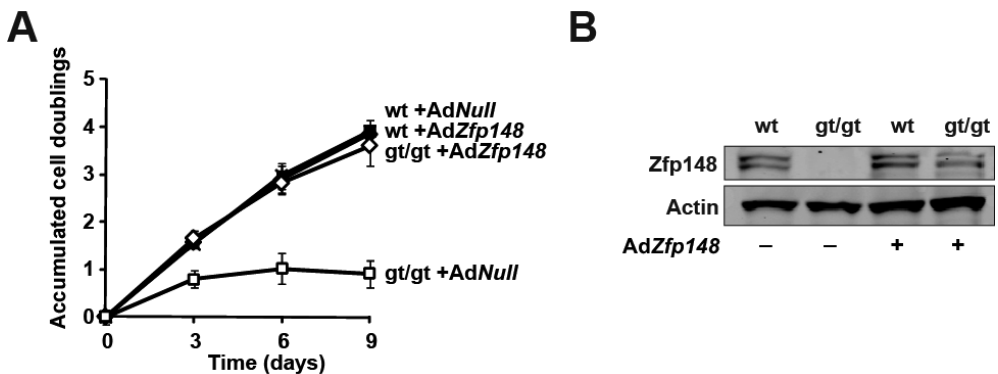 A
Accumulated cell doublings
5
4
3
2
1
0
0
3
6
9
Time (days)
wt +AdNull
wt +AdZfp148
gt/gt +AdZfp148
gt/gt +AdNull
B
wt gt/gt wt gt/gt
Zfp148
Actin
AdZfp148 – – + +